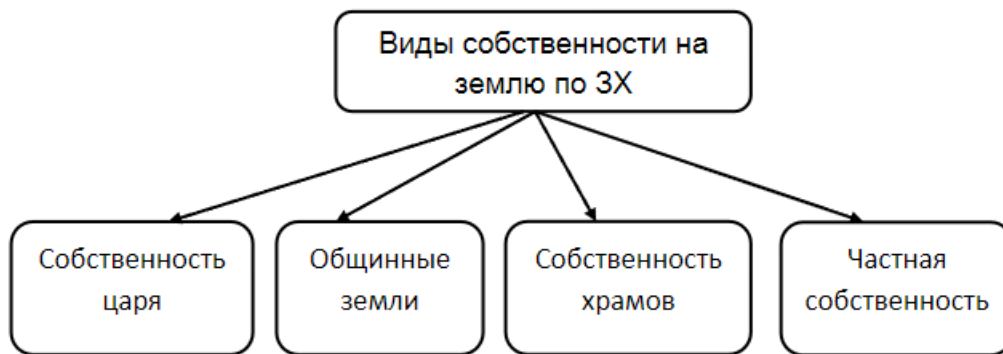 Виды собственности на
землю по ЗХ
Собственность
царя
Общинные
земли
Собственность
храмов
Частная
собственность